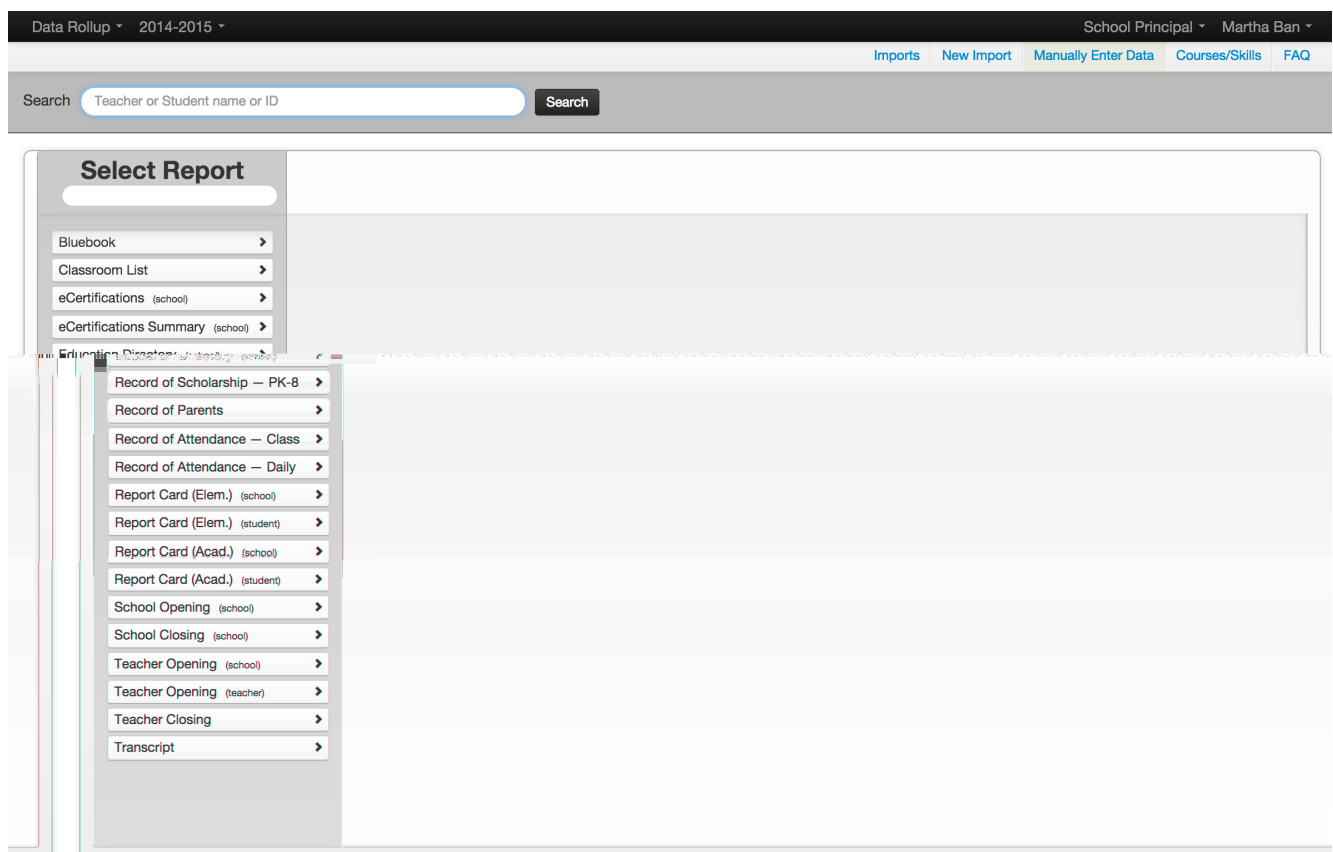 Data Rollup 2014-2015 School Principal Martha Ban
Imports New Import Manually Enter Data Courses/Skills FAQ
Search Teacher or Student name or ID Search
Select Report
Bluebook
Classroom List
eCertifications (school)
eCertifications Summary (school)
Education Directory
Record of Scholarship — PK-8
Record of Parents
Record of Attendance — Class
Record of Attendance — Daily
Report Card (Elem.) (school)
Report Card (Elem.) (student)
Report Card (Acad.) (school)
Report Card (Acad.) (student)
School Opening (school)
School Closing (school)
Teacher Opening (school)
Teacher Opening (teacher)
Teacher Closing
Transcript